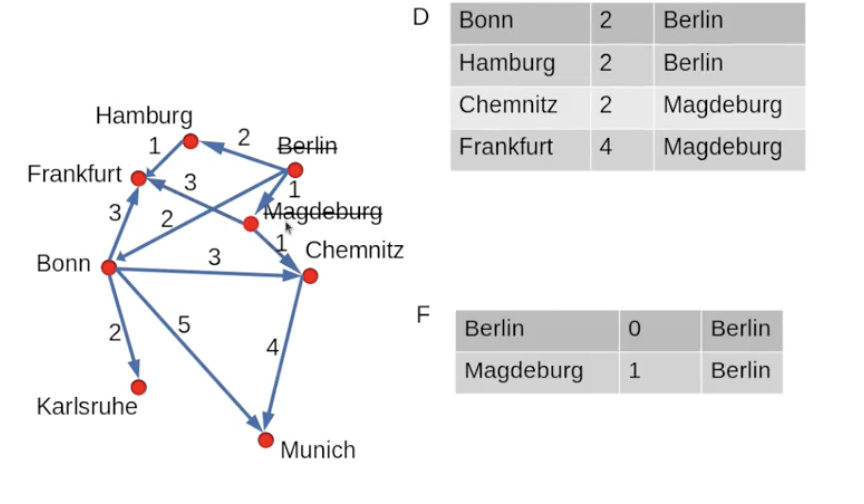 D
Bonn 2 Berlin
Hamburg 2 Berlin
Chemnitz 2 Magdeburg
Frankfurt 4 Magdeburg
Hamburg
1
2
Berlin
Frankfurt
3
1
3
2
Magdeburg
1
Chemnitz
Bonn
3
2
5
4
Karlsruhe
Munich
F
Berlin 0 Berlin
Magdeburg 1 Berlin